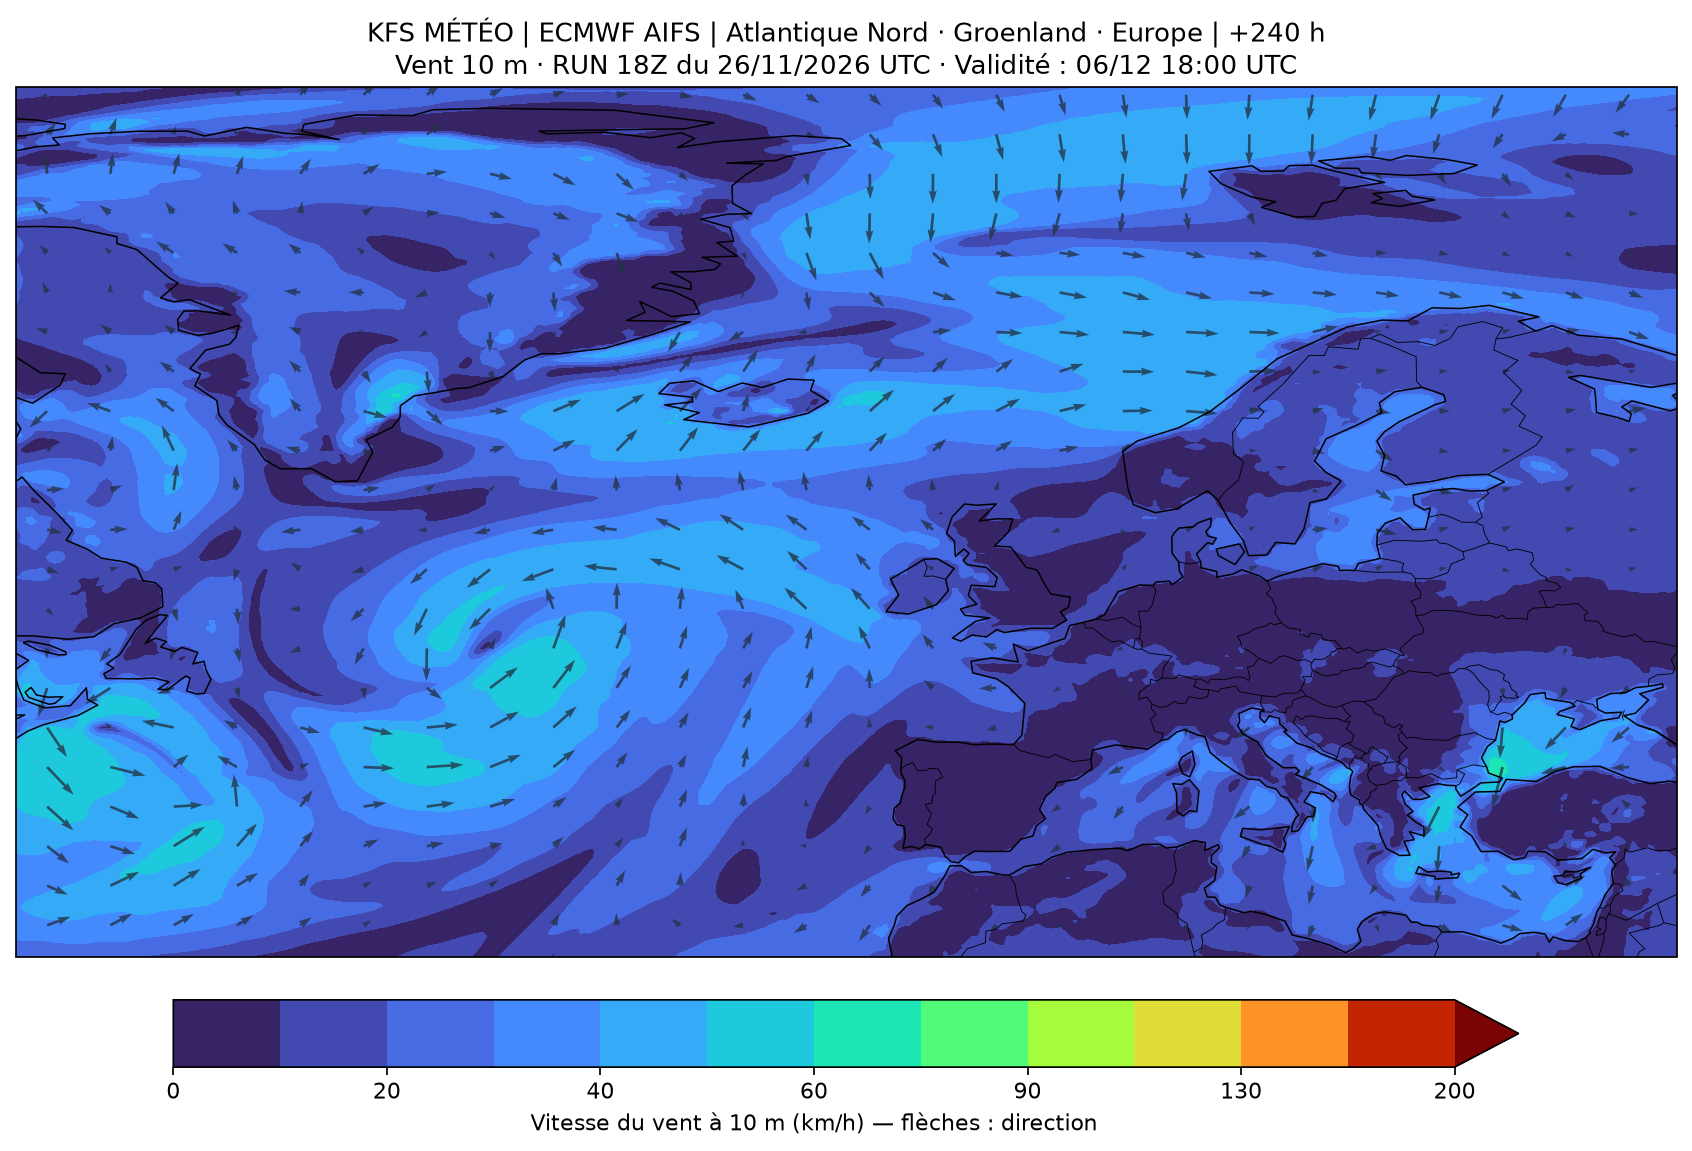 KFS MÉTÉO | ECMWF AIFS | Atlantique Nord · Groenland · Europe | +240 h
Vent 10 m · RUN 18Z du 26/11/2026 UTC · Validité : 06/12 18:00 UTC
0 20 40 60 90 130 200
Vitesse du vent à 10 m (km/h) — flèches : direction